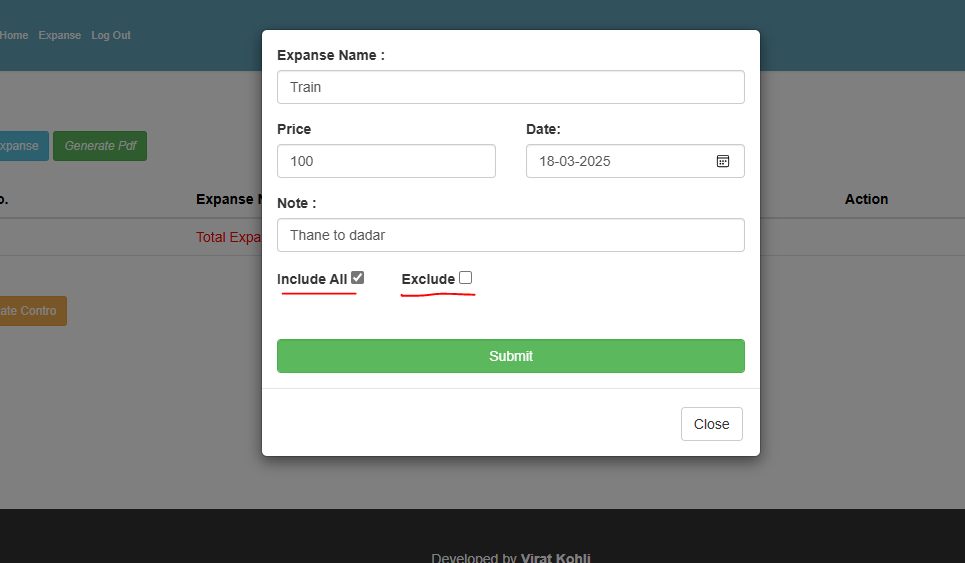 Home Expanse Log Out
Expanse Name :
Train
Price Date:
100 18-03-2025
xpanse Generate Pdf
Note :
o. Expanse Action
Thane to dadar
Total Expa
Include All Exclude
ate Contro
Submit
Close
Developed by Virat Kohli